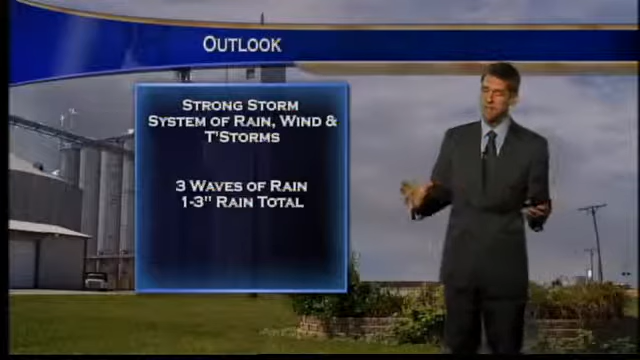 Outlook
Strong Storm
System of Rain, Wind &
T'Storms
3 Waves of Rain
1-3" Rain Total